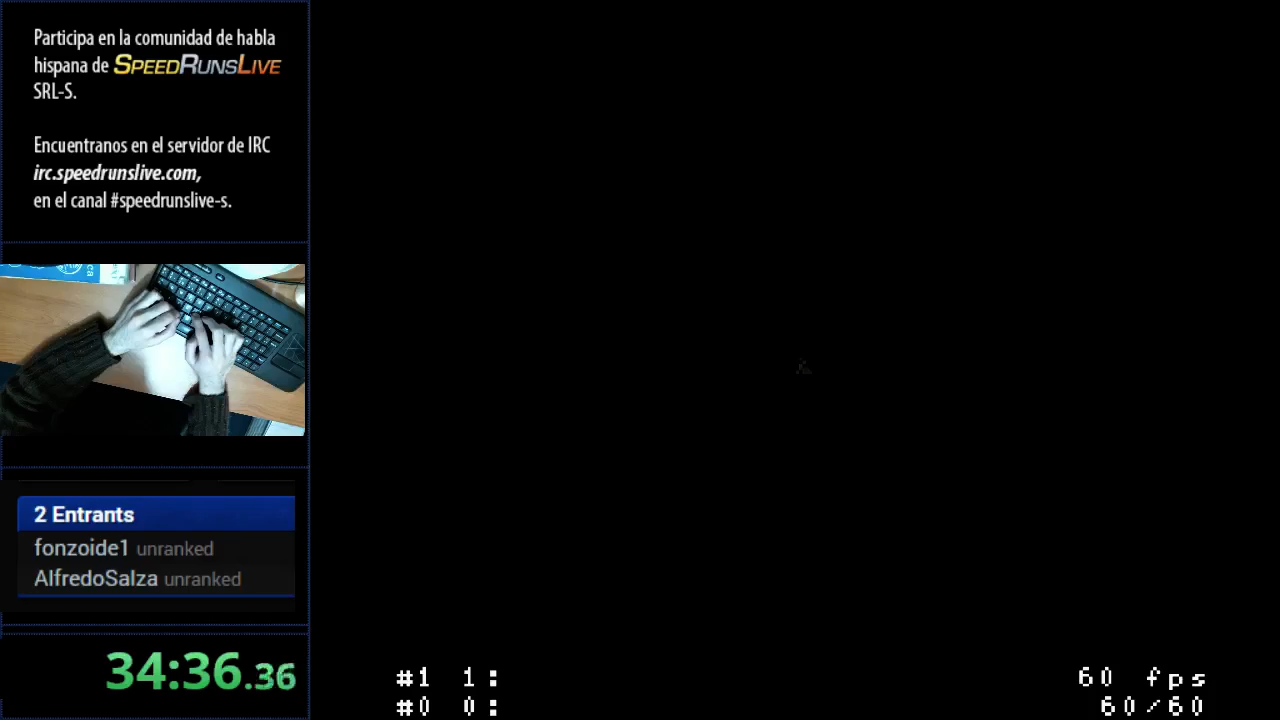 Participa en la comunidad de habla
hispana de SPEEDRUNSLIVE
SRL-S.
Encuentranos en el servidor de IRC
irc.speedrunslive.com,
en el canal #speedrunslive-s.
2 Entrants
fonzoide1 unranked
AlfredoSalza unranked
34:36.36
#1 1:
60 fps
#0 0:
60/60